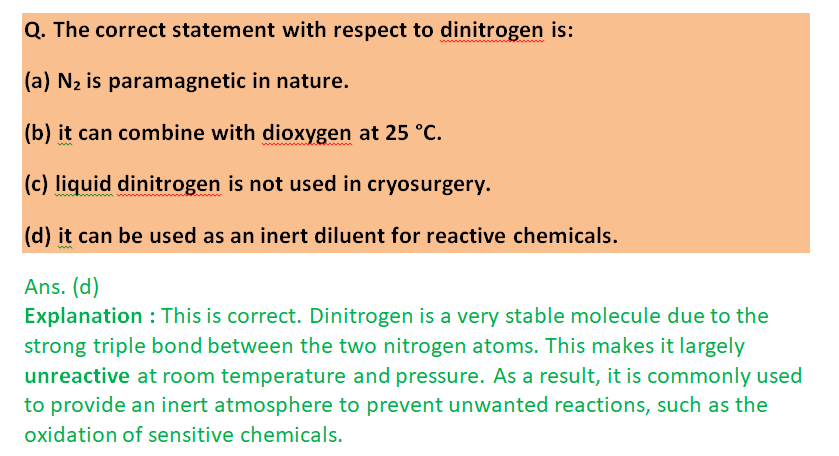 Q. The correct statement with respect to dinitrogen is:
(a) N₂ is paramagnetic in nature.
(b) it can combine with dioxygen at 25 °C.
(c) liquid dinitrogen is not used in cryosurgery.
(d) it can be used as an inert diluent for reactive chemicals.
Ans. (d)
Explanation : This is correct. Dinitrogen is a very stable molecule due to the
strong triple bond between the two nitrogen atoms. This makes it largely
unreactive at room temperature and pressure. As a result, it is commonly used
to provide an inert atmosphere to prevent unwanted reactions, such as the
oxidation of sensitive chemicals.